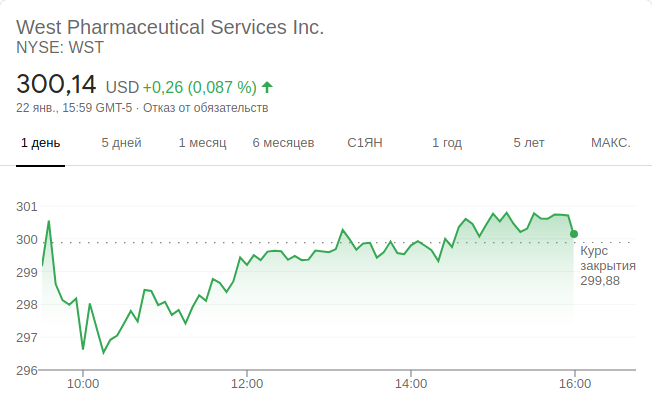 West Pharmaceutical Services Inc.
NYSE: WST
300,14 USD +0,26 (0,087 %)
22 янв., 15:59 GMT-5 · Отказ от обязательств
1 день 5 дней 1 месяц 6 месяцев С1ЯН 1 год 5 лет МАКС.
301
300
299
298
297
296
Курс
закрытия
299,88
10:00 12:00 14:00 16:00